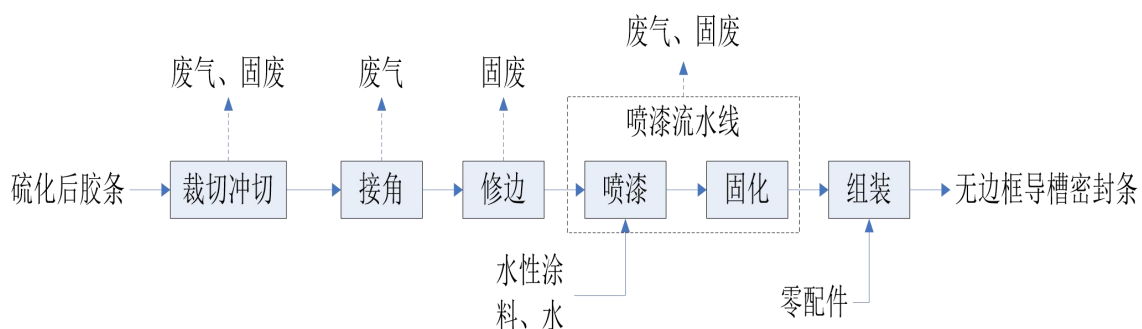 废气、固废
废气、固废
废气
固废
喷漆流水线
硫化后胶条
裁切冲切
接角
修边
喷漆
固化
组装
无边框导槽密封条
水性涂
料、水
零配件